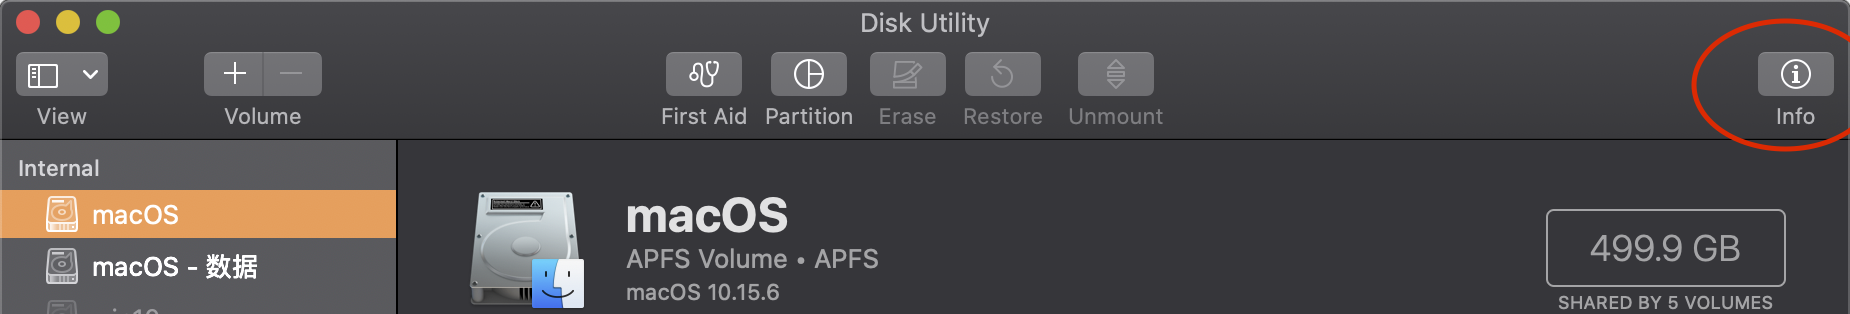 Disk Utility
View
Volume
First Aid
Partition
Erase
Restore
Unmount
Info
Internal
macOS
macOS - 数据
macOS
APFS Volume • APFS
macOS 10.15.6
499.9 GB
SHARED BY 5 VOLUMES